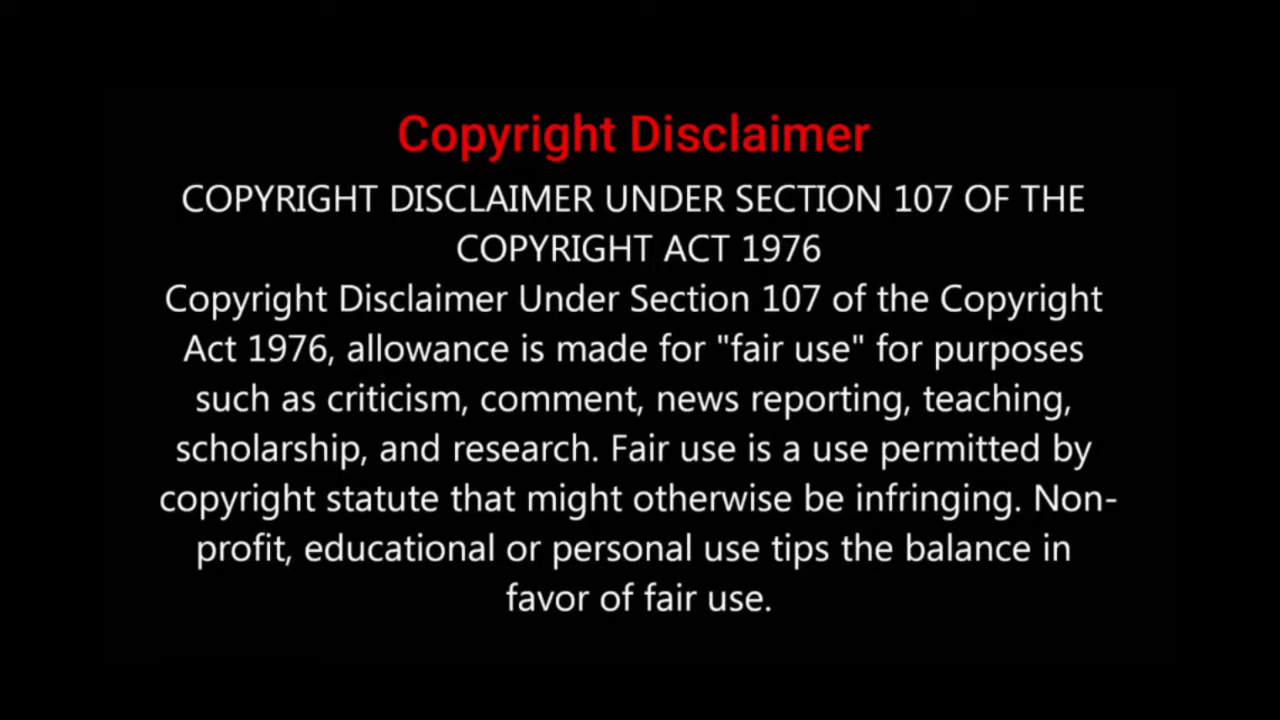 Copyright Disclaimer
COPYRIGHT DISCLAIMER UNDER SECTION 107 OF THE
COPYRIGHT ACT 1976
Copyright Disclaimer Under Section 107 of the Copyright
Act 1976, allowance is made for "fair use" for purposes
such as criticism, comment, news reporting, teaching,
scholarship, and research. Fair use is a use permitted by
copyright statute that might otherwise be infringing. Non-
profit, educational or personal use tips the balance in
favor of fair use.